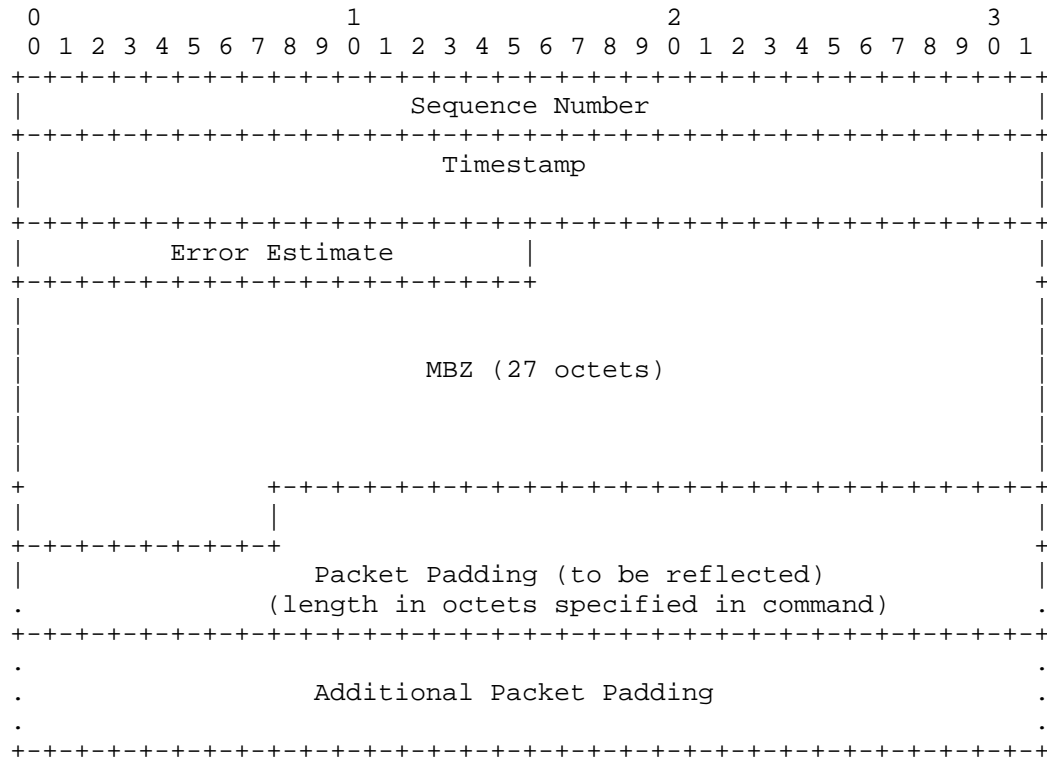 0                   1                   2                   3
0 1 2 3 4 5 6 7 8 9 0 1 2 3 4 5 6 7 8 9 0 1 2 3 4 5 6 7 8 9 0 1
+-+-+-+-+-+-+-+-+-+-+-+-+-+-+-+-+-+-+-+-+-+-+-+-+-+-+-+-+-+-+-+-+
|                        Sequence Number                        |
+-+-+-+-+-+-+-+-+-+-+-+-+-+-+-+-+-+-+-+-+-+-+-+-+-+-+-+-+-+-+-+-+
|                          Timestamp                            |
|                                                               |
+-+-+-+-+-+-+-+-+-+-+-+-+-+-+-+-+-+-+-+-+-+-+-+-+-+-+-+-+-+-+-+-+
|         Error Estimate        |                               |
+-+-+-+-+-+-+-+-+-+-+-+-+-+-+-+-+                               +
|                                                               |
|                                                               |
|                         MBZ (27 octets)                       |
|                                                               |
|                                                               |
|                                                               |
+               +-+-+-+-+-+-+-+-+-+-+-+-+-+-+-+-+-+-+-+-+-+-+-+-+
|               |                                               |
+-+-+-+-+-+-+-+-+                                               +
|                  Packet Padding (to be reflected)             |
.               (length in octets specified in command)         .
+-+-+-+-+-+-+-+-+-+-+-+-+-+-+-+-+-+-+-+-+-+-+-+-+-+-+-+-+-+-+-+-+
.                                                               .
.                  Additional Packet Padding                    .
.                                                               .
+-+-+-+-+-+-+-+-+-+-+-+-+-+-+-+-+-+-+-+-+-+-+-+-+-+-+-+-+-+-+-+-+